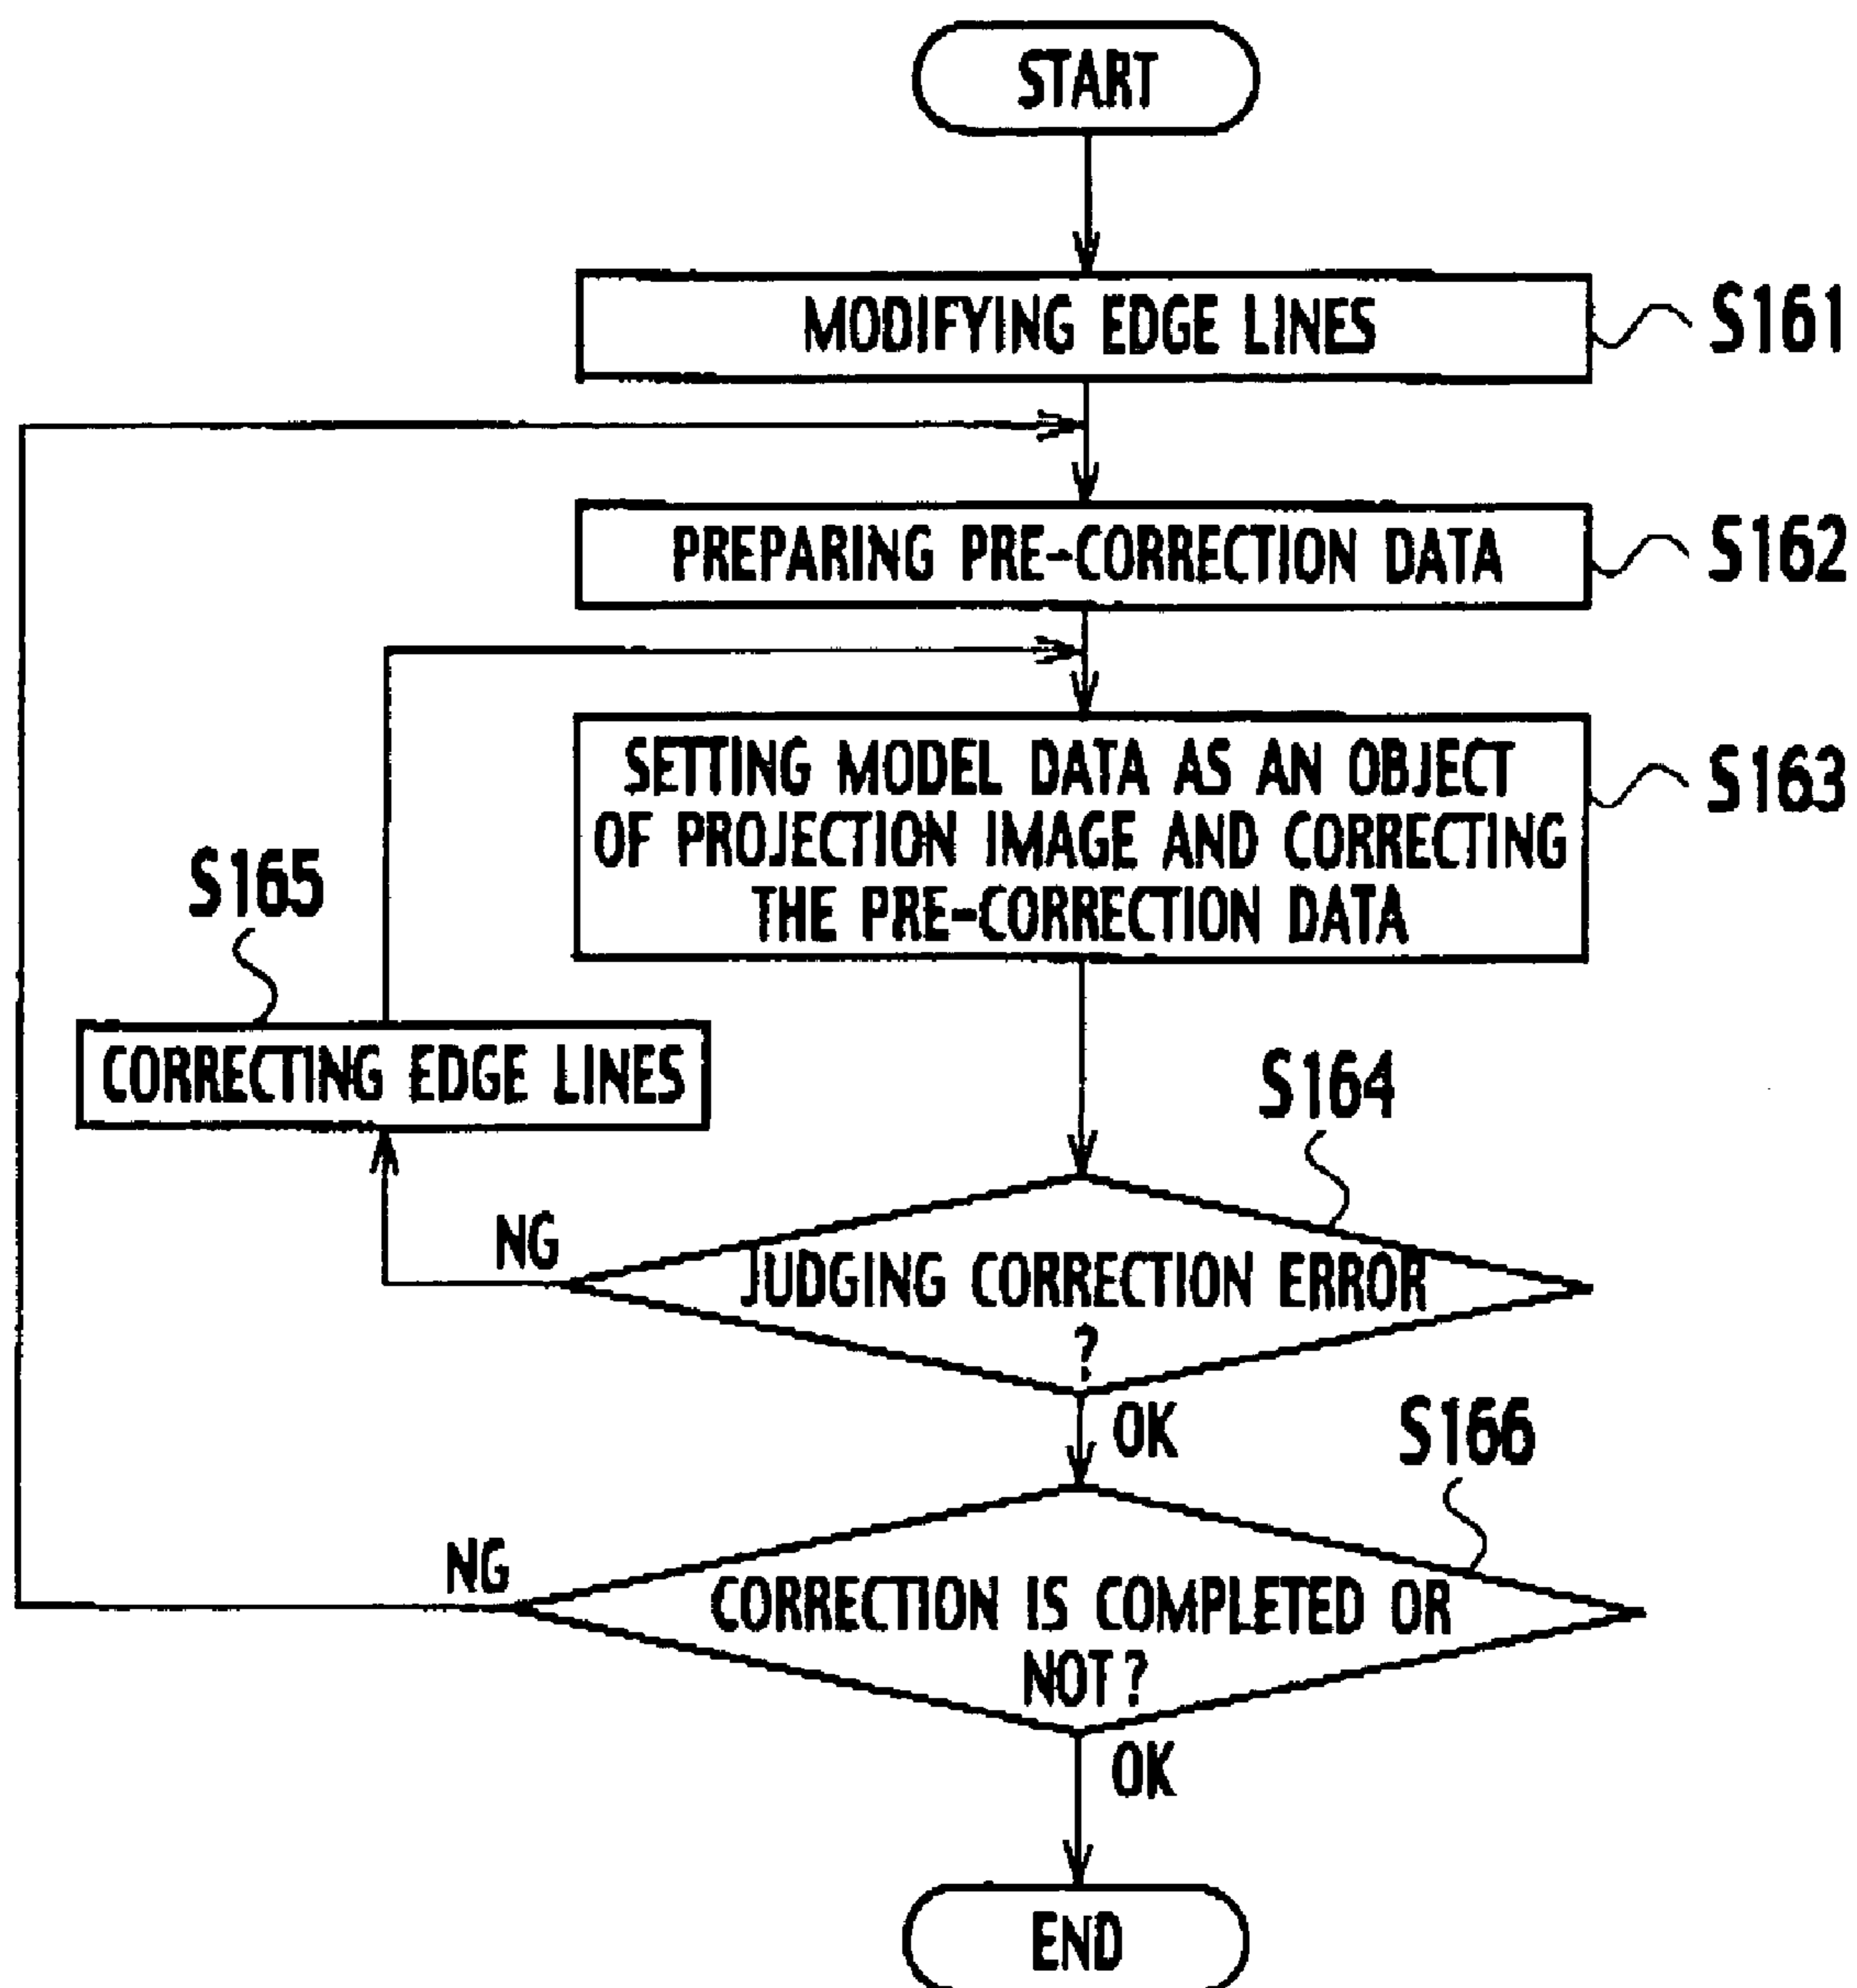 START
MODIFYING EDGE LINES
S161
PREPARING PRE-CORRECTION DATA
S162
SETTING MODEL DATA AS AN OBJECT
OF PROJECTION IMAGE AND CORRECTING
THE PRE-CORRECTION DATA
S163
S165
CORRECTING EDGE LINES
S164
NG
JUDGING CORRECTION ERROR
?
OK
S166
NG
CORRECTION IS COMPLETED OR
NOT?
OK
END